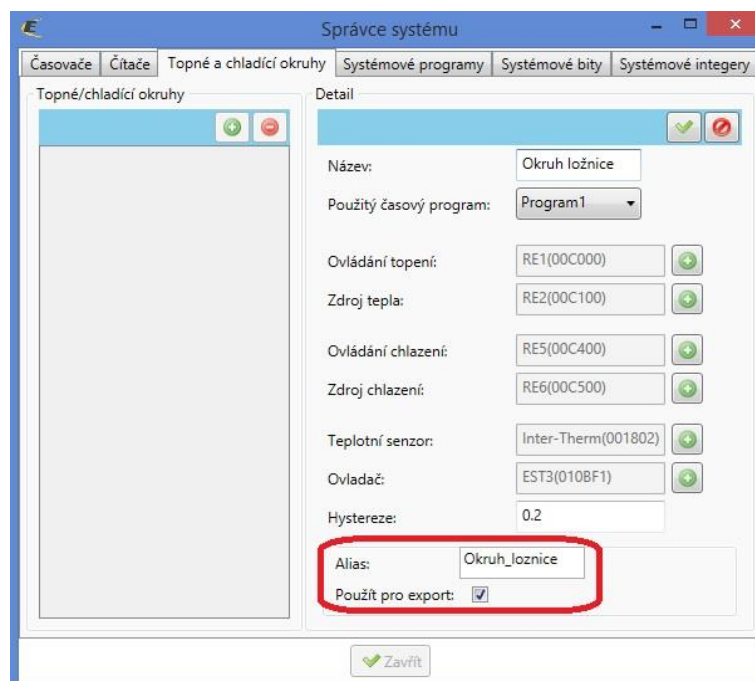 Správce systému
Časovače Čítače Topné a chladící okruhy Systémové programy Systémové bity Systémové integery
Topné/chladící okruhy
Detail
Název: Okruh ložnice
Použitý časový program: Program1
Ovládání topení: RE1(00C000)
Zdroj tepla: RE2(00C100)
Ovládání chlazení: RE5(00C400)
Zdroj chlazení: RE6(00C500)
Teplotní senzor: Inter-Therm(001802)
Ovladač: EST3(010BF1)
Hystereze: 0.2
Alias: Okruh_loznice
Použít pro export:
Zavřít